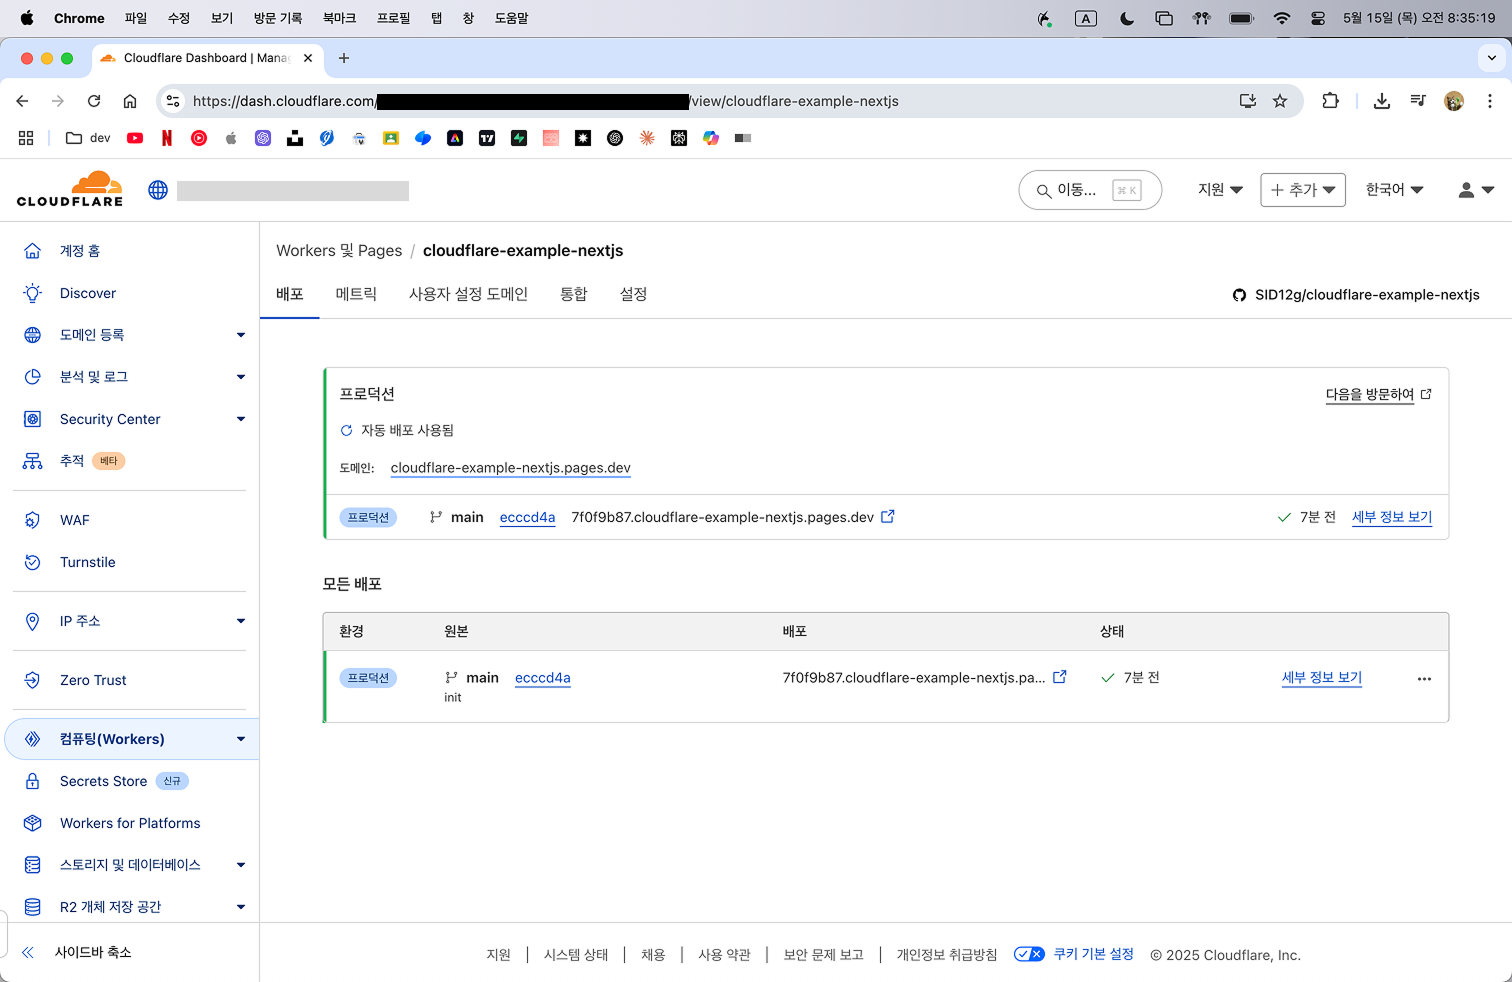 Chrome 파일 수정 보기 방문 기록 북마크 프로필 탭 창 도움말 A 5월 15일 (목) 오전 8:35:19
Cloudflare Dashboard | Mana
https://dash.cloudflare.com/ /view/cloudflare-example-nextjs
dev
CLOUDFLARE
이동... ⌘ K
지원
+ 추가
한국어
계정 홈
Discover
도메인 등록
분석 및 로그
Security Center
추적 베타
WAF
Turnstile
IP 주소
Zero Trust
컴퓨팅(Workers)
Secrets Store 신규
Workers for Platforms
스토리지 및 데이터베이스
R2 개체 저장 공간
사이드바 축소
Workers 및 Pages / cloudflare-example-nextjs
배포 메트릭 사용자 설정 도메인 통합 설정
SID12g/cloudflare-example-nextjs
프로덕션
다음을 방문하여
자동 배포 사용됨
도메인: cloudflare-example-nextjs.pages.dev
프로덕션 main ecccd4a 7f0f9b87.cloudflare-example-nextjs.pages.dev 7분 전 세부 정보 보기
모든 배포
환경 원본 배포 상태
프로덕션 main ecccd4a 7f0f9b87.cloudflare-example-nextjs.pa... 7분 전 세부 정보 보기 ...
init
지원 | 시스템 상태 | 채용 | 사용 약관 | 보안 문제 보고 | 개인정보 취급방침 쿠키 기본 설정 © 2025 Cloudflare, Inc.